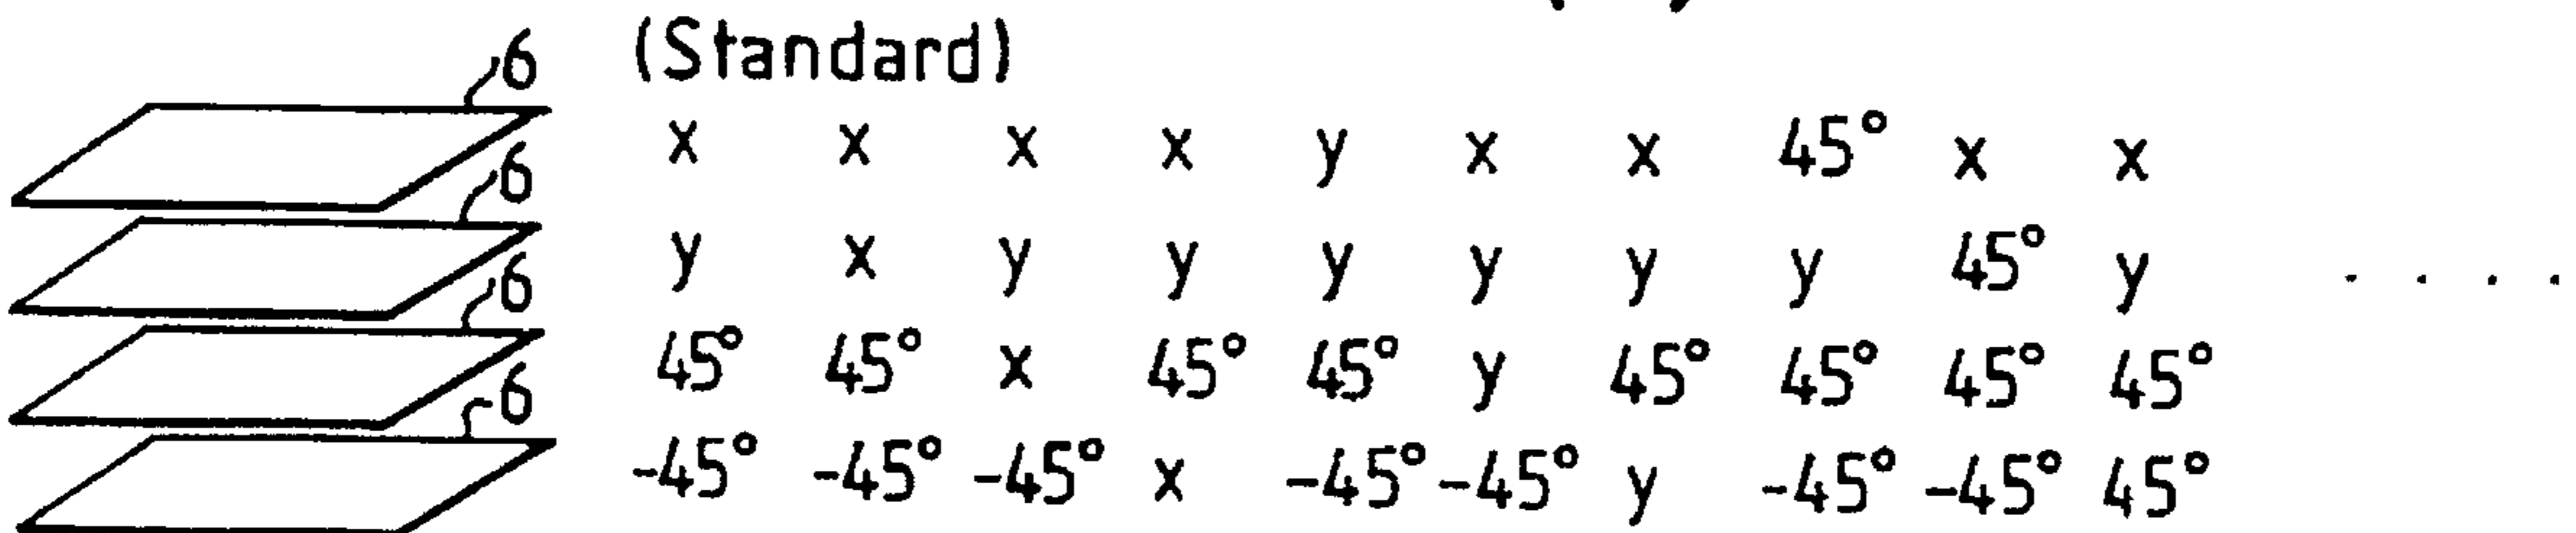 (Standard)
6
x x x x y x x 45° x x
6
y x y y y y y y 45° y . . . .
6
45° 45° x 45° 45° y 45° 45° 45° 45°
6
-45° -45° -45° x -45° -45° y -45° -45° 45°